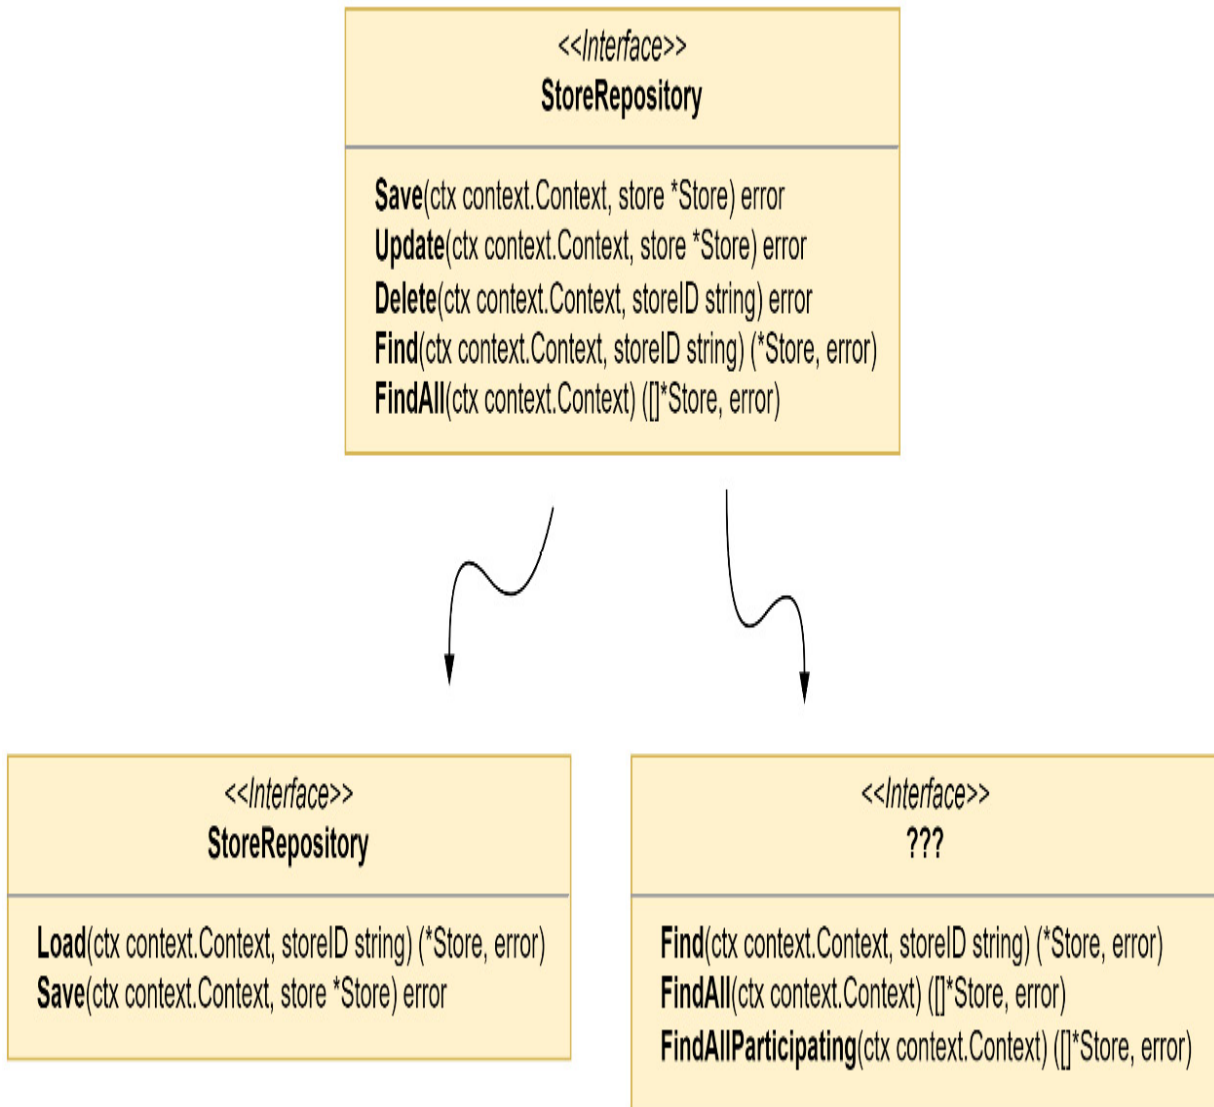 <<Interface>>
StoreRepository
Save(ctx context.Context, store *Store) error
Update(ctx context.Context, store *Store) error
Delete(ctx context.Context, storeID string) error
Find(ctx context.Context, storeID string) (*Store, error)
FindAll(ctx context.Context) ([]*Store, error)
<<Interface>>
StoreRepository
Load(ctx context.Context, storeID string) (*Store, error)
Save(ctx context.Context, store *Store) error
<<Interface>>
???
Find(ctx context.Context, storeID string) (*Store, error)
FindAll(ctx context.Context) ([]*Store, error)
FindAllParticipating(ctx context.Context) ([]*Store, error)